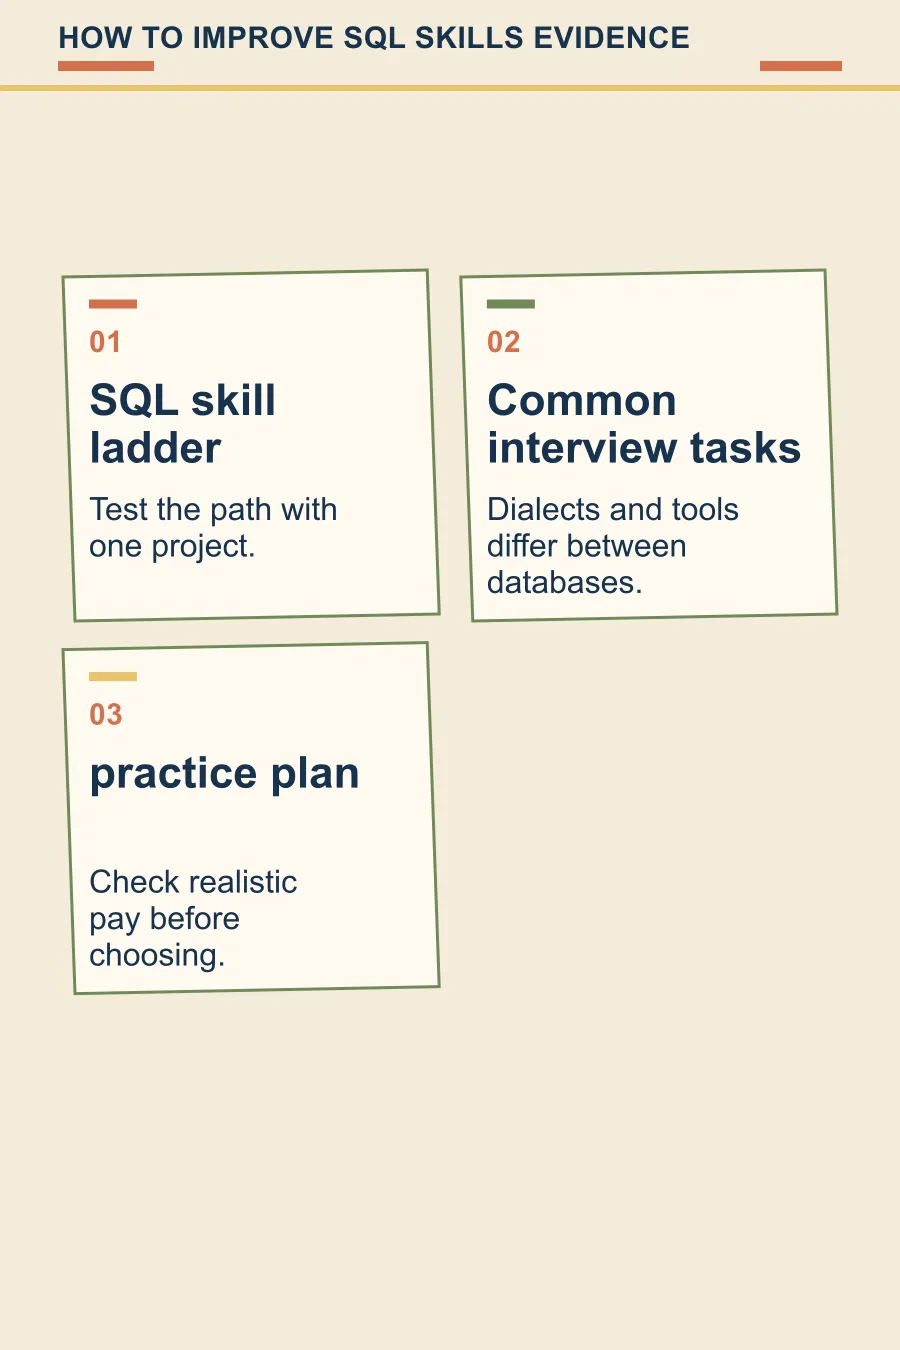 HOW TO IMPROVE SQL SKILLS EVIDENCE
01
SQL skill
ladder
Test the path with
one project.
02
Common
interview tasks
Dialects and tools
differ between
databases.
03
practice plan
Check realistic
pay before
choosing.